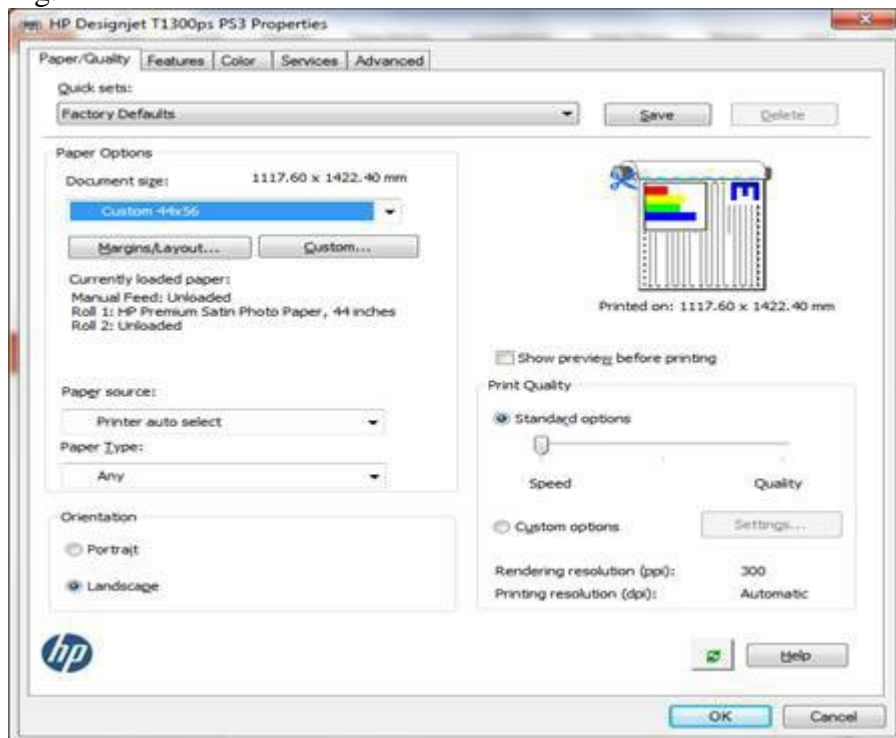 HP Designjet T1300ps PS3 Properties
Paper/Quality Features Color Services Advanced
Quick sets:
Factory Defaults Save Delete
Paper Options
Document size: 1117.60 x 1422.40 mm
Custom 44x56
Margins/Layout... Custom...
Currently loaded paper:
Manual Feed: Unloaded
Roll 1: HP Premium Satin Photo Paper, 44 inches
Roll 2: Unloaded
Printed on: 1117.60 x 1422.40 mm
Show preview before printing
Paper source:
Printer auto select
Paper Type:
Any
Print Quality
Standard options
Speed Quality
Custom options Settings...
Rendering resolution (ppi): 300
Printing resolution (dpi): Automatic
Orientation
Portrait
Landscape
hp
Help
OK Cancel